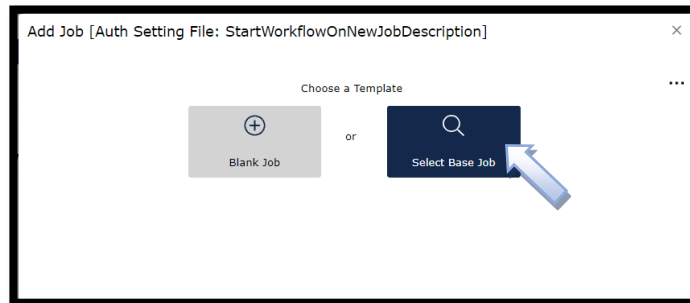 Add Job [Auth Setting File: StartWorkflowOnNewJobDescription]
Choose a Template
Blank Job
or
Select Base Job